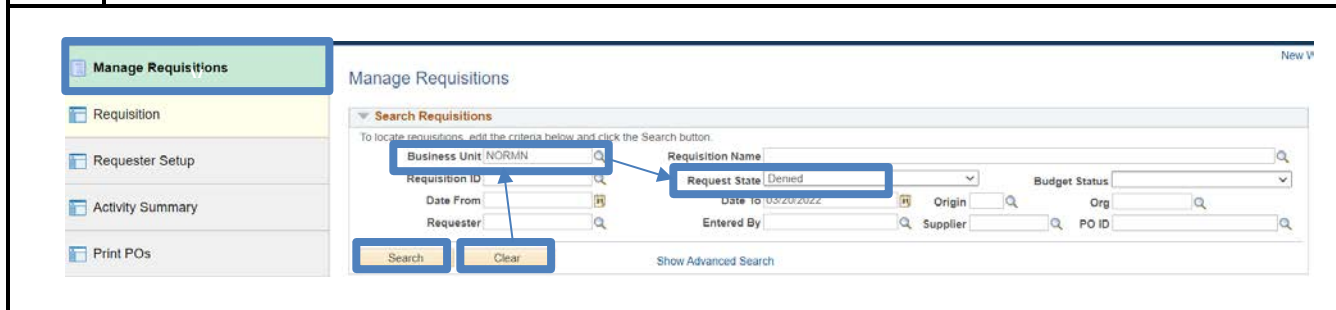 New W
Manage Requisitions
Manage Requisitions
Requisition
Search Requisitions
To locate requisitions, edit the criteria below and click the Search button.
Business Unit NORMN Requisition Name
Requester Setup
Requisition ID Request State Denied Budget Status
Date From Date To 03/20/2022 Origin Org
Activity Summary
Requester Entered By Supplier PO ID
Print POs
Search Clear Show Advanced Search